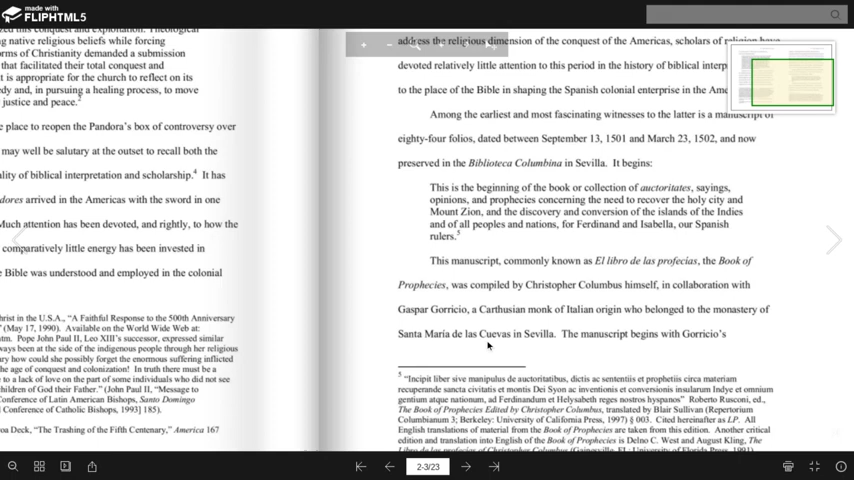 made with
FLIPHTML5
ized this conquest and exploitation. Theological
ng native religious beliefs while forcing
orms of Christianity demanded a submission
that facilitated their total conquest and
t is appropriate for the church to reflect on its
edy and, in pursuing a healing process, to move
justice and peace.2
e place to reopen the Pandora's box of controversy over
may well be salutary at the outset to recall both the
ality of biblical interpretation and scholarship.4 It has
dores arrived in the Americas with the sword in one
Much attention has been devoted, and rightly, to how the
comparatively little energy has been invested in
Bible was understood and employed in the colonial
hrist in the U.S.A., "A Faithful Response to the 500th Anniversary
" (May 17, 1990). Available on the World Wide Web at:
htm. Pope John Paul II, Leo XIII's successor, expressed similar
ways been at the side of the indigenous people through her religious
ary how could she possibly forget the enormous suffering inflicted
he age of conquest and colonization! In truth there must be a
e to a lack of love on the part of some individuals who did not see
children of God their Father." (John Paul II, "Message to
Conference of Latin American Bishops, Santo Domingo
Conference of Catholic Bishops, 1993] 185).
roa Deck, "The Trashing of the Fifth Centenary," America 167
address the religious dimension of the conquest of the Americas, scholars of religion have
devoted relatively little attention to this period in the history of biblical interp
to the place of the Bible in shaping the Spanish colonial enterprise in the Ame
Among the earliest and most fascinating witnesses to the latter is a manuscript of
eighty-four folios, dated between September 13, 1501 and March 23, 1502, and now
preserved in the Biblioteca Columbina in Sevilla. It begins:
This is the beginning of the book or collection of auctoritates, sayings,
opinions, and prophecies concerning the need to recover the holy city and
Mount Zion, and the discovery and conversion of the islands of the Indies
and of all peoples and nations, for Ferdinand and Isabella, our Spanish
rulers.5
This manuscript, commonly known as El libro de las profecías, the Book of
Prophecies, was compiled by Christopher Columbus himself, in collaboration with
Gaspar Gorricio, a Carthusian monk of Italian origin who belonged to the monastery of
Santa María de las Cuevas in Sevilla. The manuscript begins with Gorricio's
5 "Incipit liber sive manipulus de auctoritatibus, dictis ac sententiis et prophetiis circa materiam
recuperande sancta civitatis et montis Dei Syon ac inventionis et conversionis insularum Indye et omnium
gentium atque nationum, ad Ferdinandum et Helysabeth reges nostros hyspanos" Roberto Rusconi, ed.,
The Book of Prophecies Edited by Christopher Columbus, translated by Blair Sullivan (Repertorium
Columbianum 3; Berkeley: University of California Press, 1997) § 003. Cited hereinafter as LP. All
English translations of material from the Book of Prophecies are taken from this edition. Another critical
edition and translation into English of the Book of Prophecies is Delno C. West and August Kling, The
Libro de las profecías of Christopher Columbus (Gainesville, FL: University of Florida Press, 1991)
2-3/23